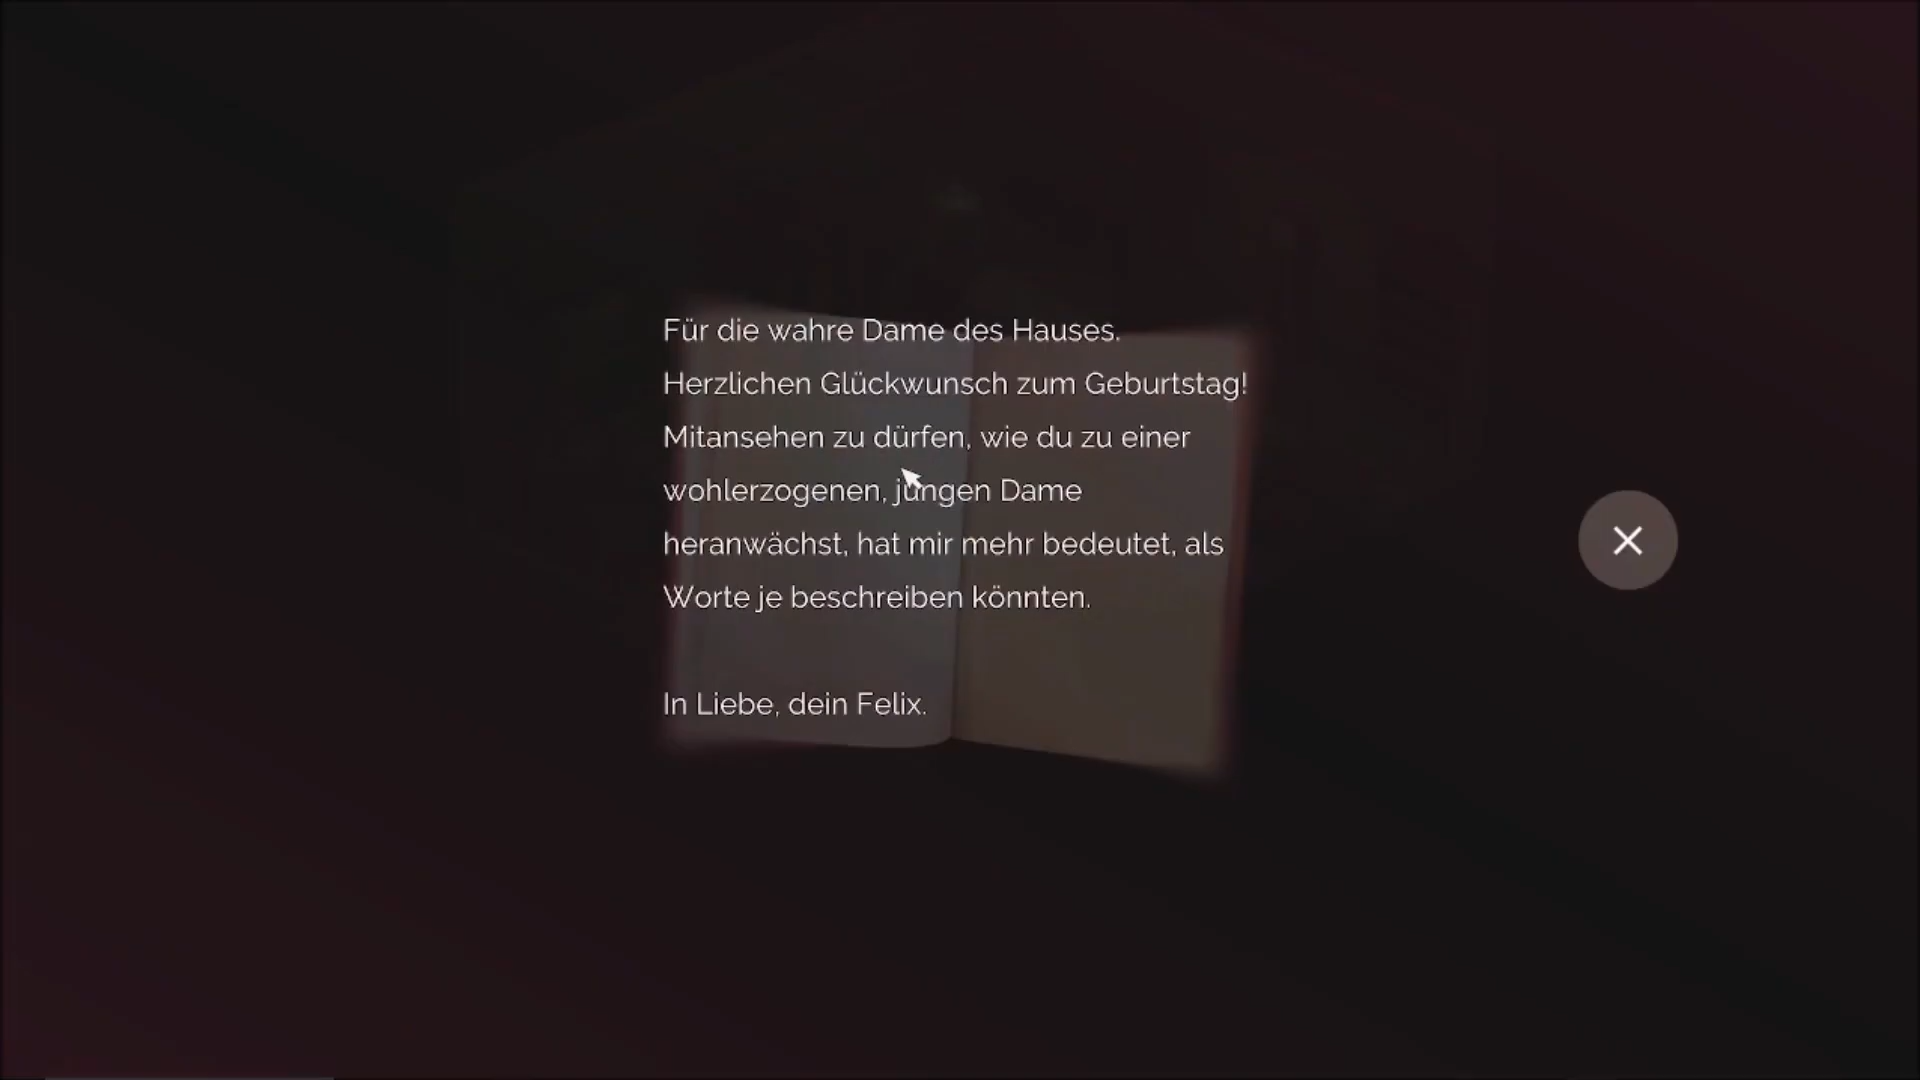 Für die wahre Dame des Hauses.
Herzlichen Glückwunsch zum Geburtstag!
Mitansehen zu dürfen, wie du zu einer
wohlerzogenen, jungen Dame
heranwächst, hat mir mehr bedeutet, als
Worte je beschreiben könnten.
In Liebe, dein Felix.